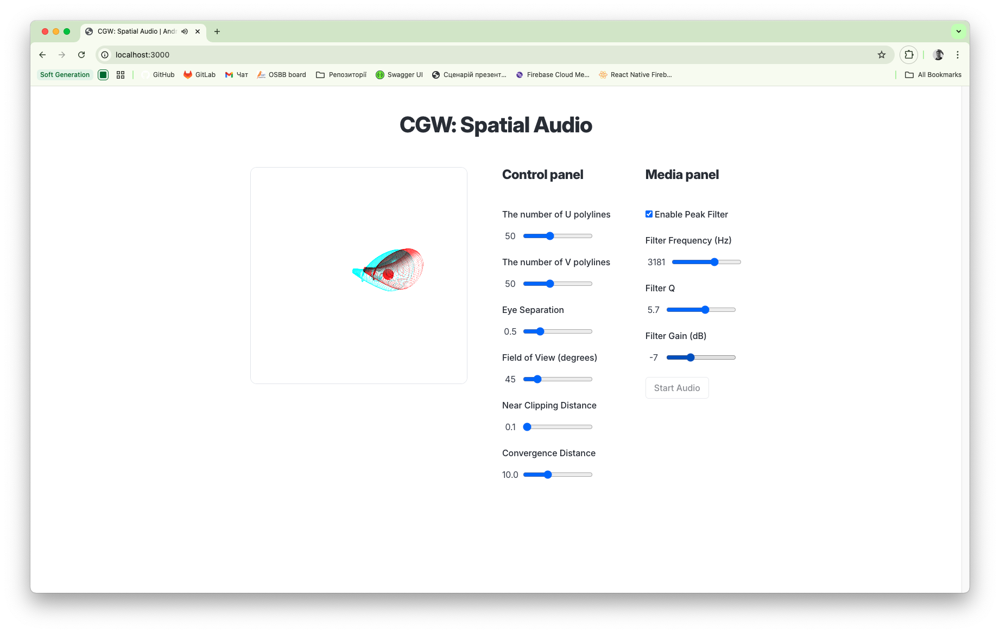 CGW: Spatial Audio | Andr
localhost:3000
Soft Generation
GitHub
GitLab
Чат
OSBB board
Репозиторії
Swagger UI
Сценарій презент...
Firebase Cloud Me...
React Native Fireb...
All Bookmarks
CGW: Spatial Audio
Control panel
The number of U polylines
50
The number of V polylines
50
Eye Separation
0.5
Field of View (degrees)
45
Near Clipping Distance
0.1
Convergence Distance
10.0
Media panel
Enable Peak Filter
Filter Frequency (Hz)
3181
Filter Q
5.7
Filter Gain (dB)
-7
Start Audio